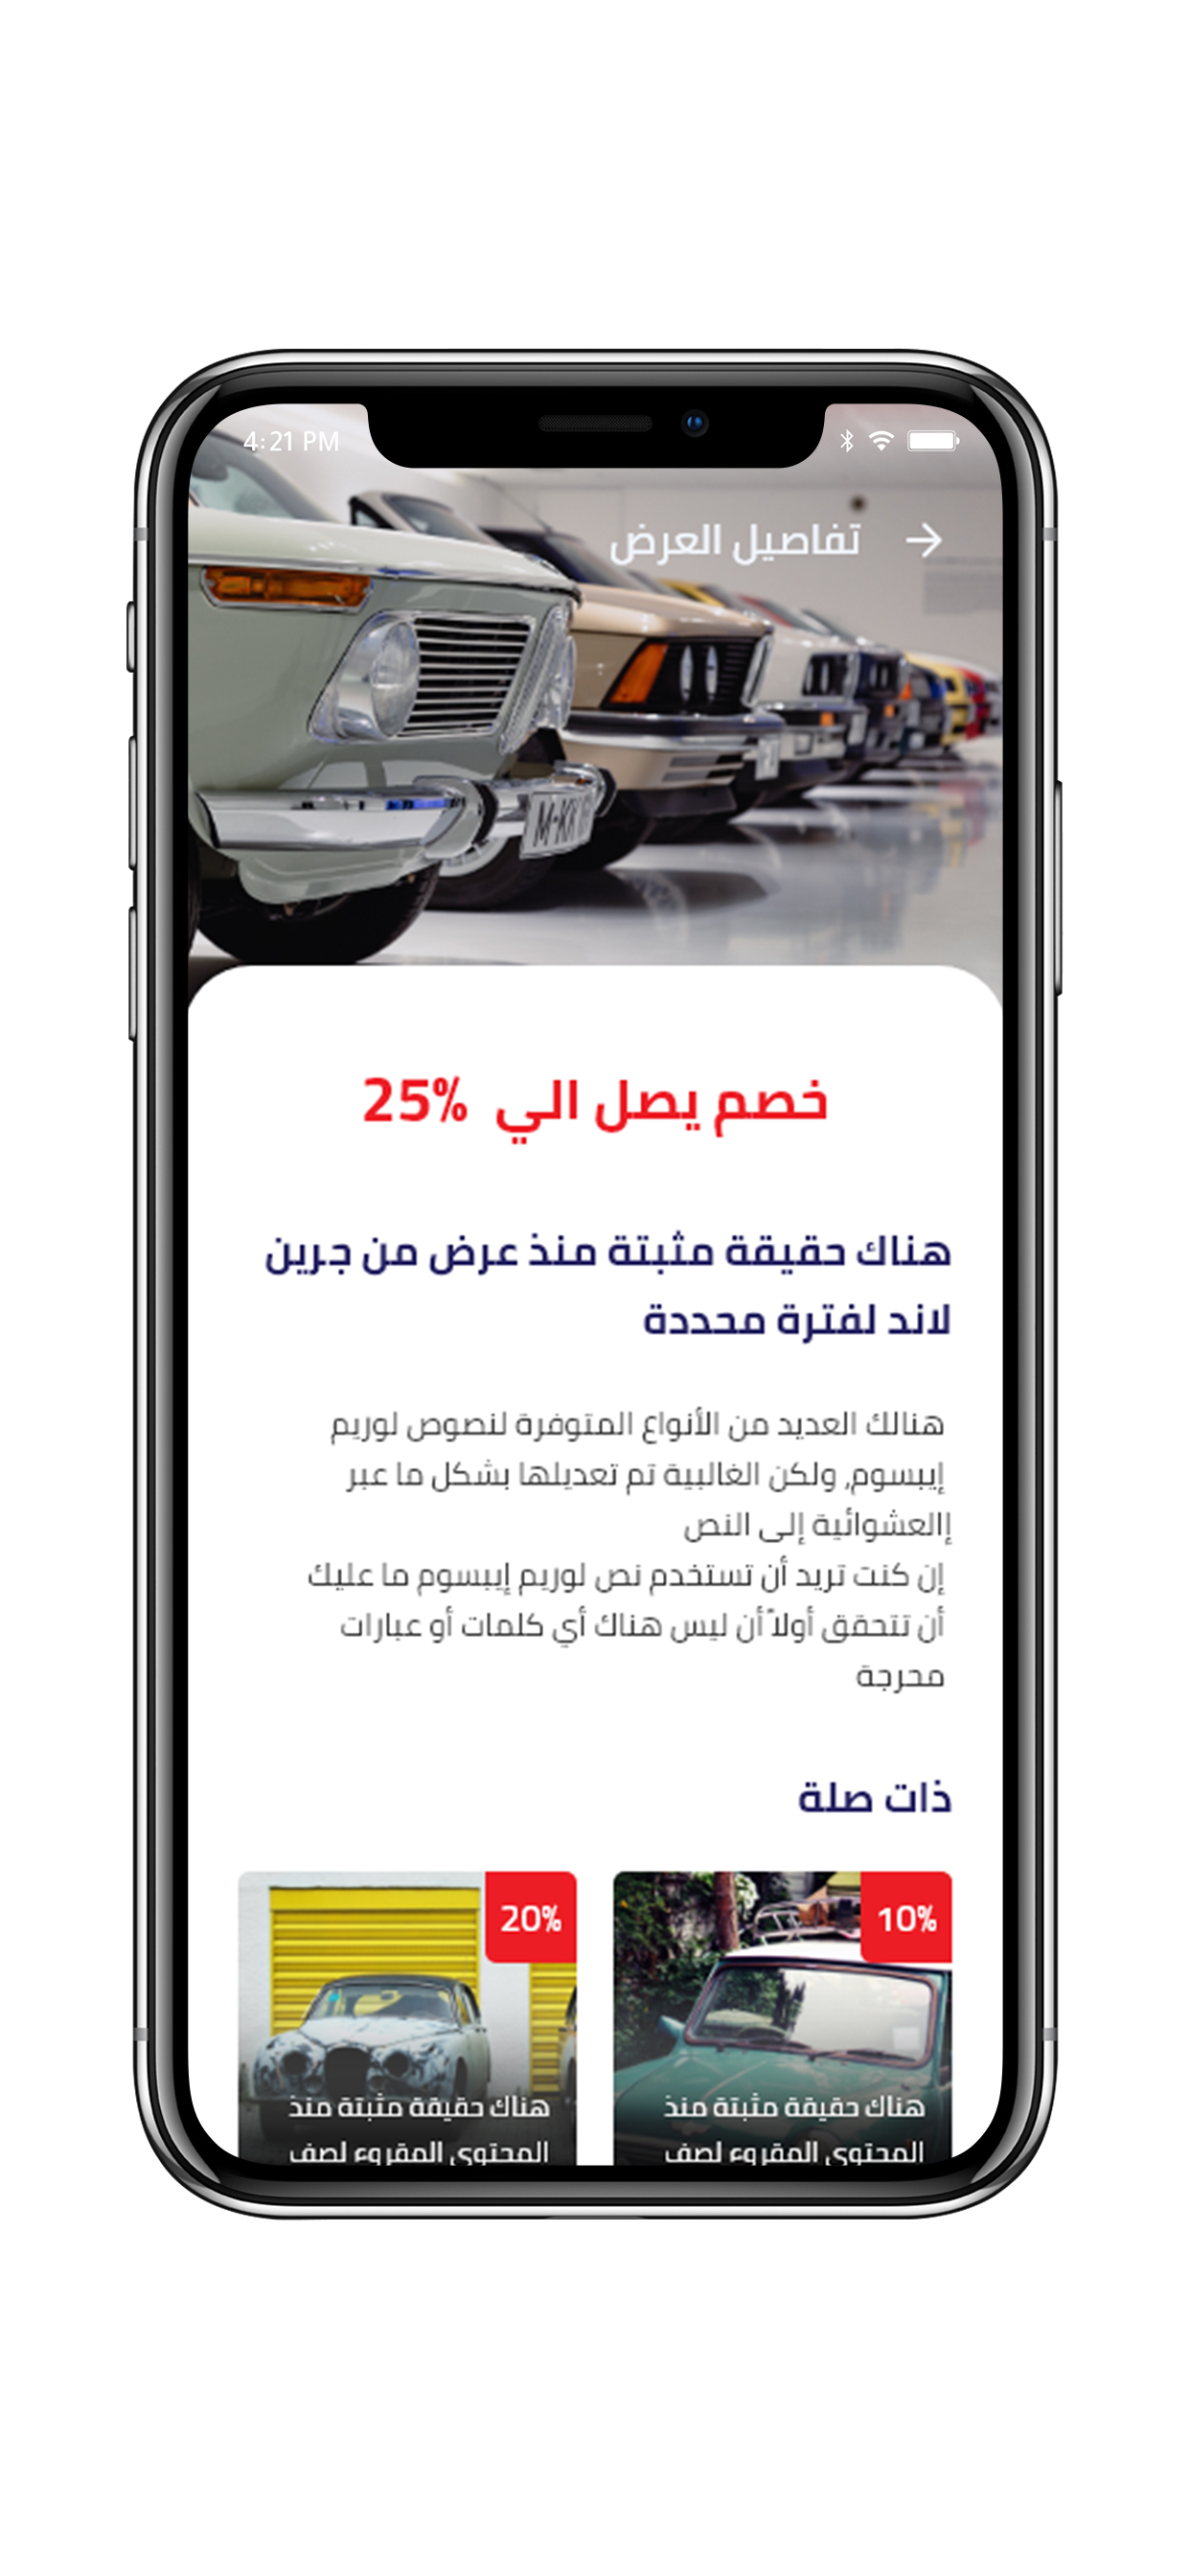 4:21 PM
تفاصيل العرض
خصم يصل الي 25%
هناك حقيقة مثبتة منذ عرض من جرين
لاند لفترة محددة
هنالك العديد من الأنواع المتوفرة لنصوص لوريم
إيبسوم, ولكن الغالبية تم تعديلها بشكل ما عبر
إالعشوائية إلى النص
إن كنت تريد أن تستخدم نص لوريم إيبسوم ما عليك
أن تتحقق أولاً أن ليس هناك أي كلمات أو عبارات
محرجة
ذات صلة
10%
هناك حقيقة مثبتة منذ
المحتوى المقروء لصف
20%
هناك حقيقة مثبتة منذ
المحتوى المقروء لصف